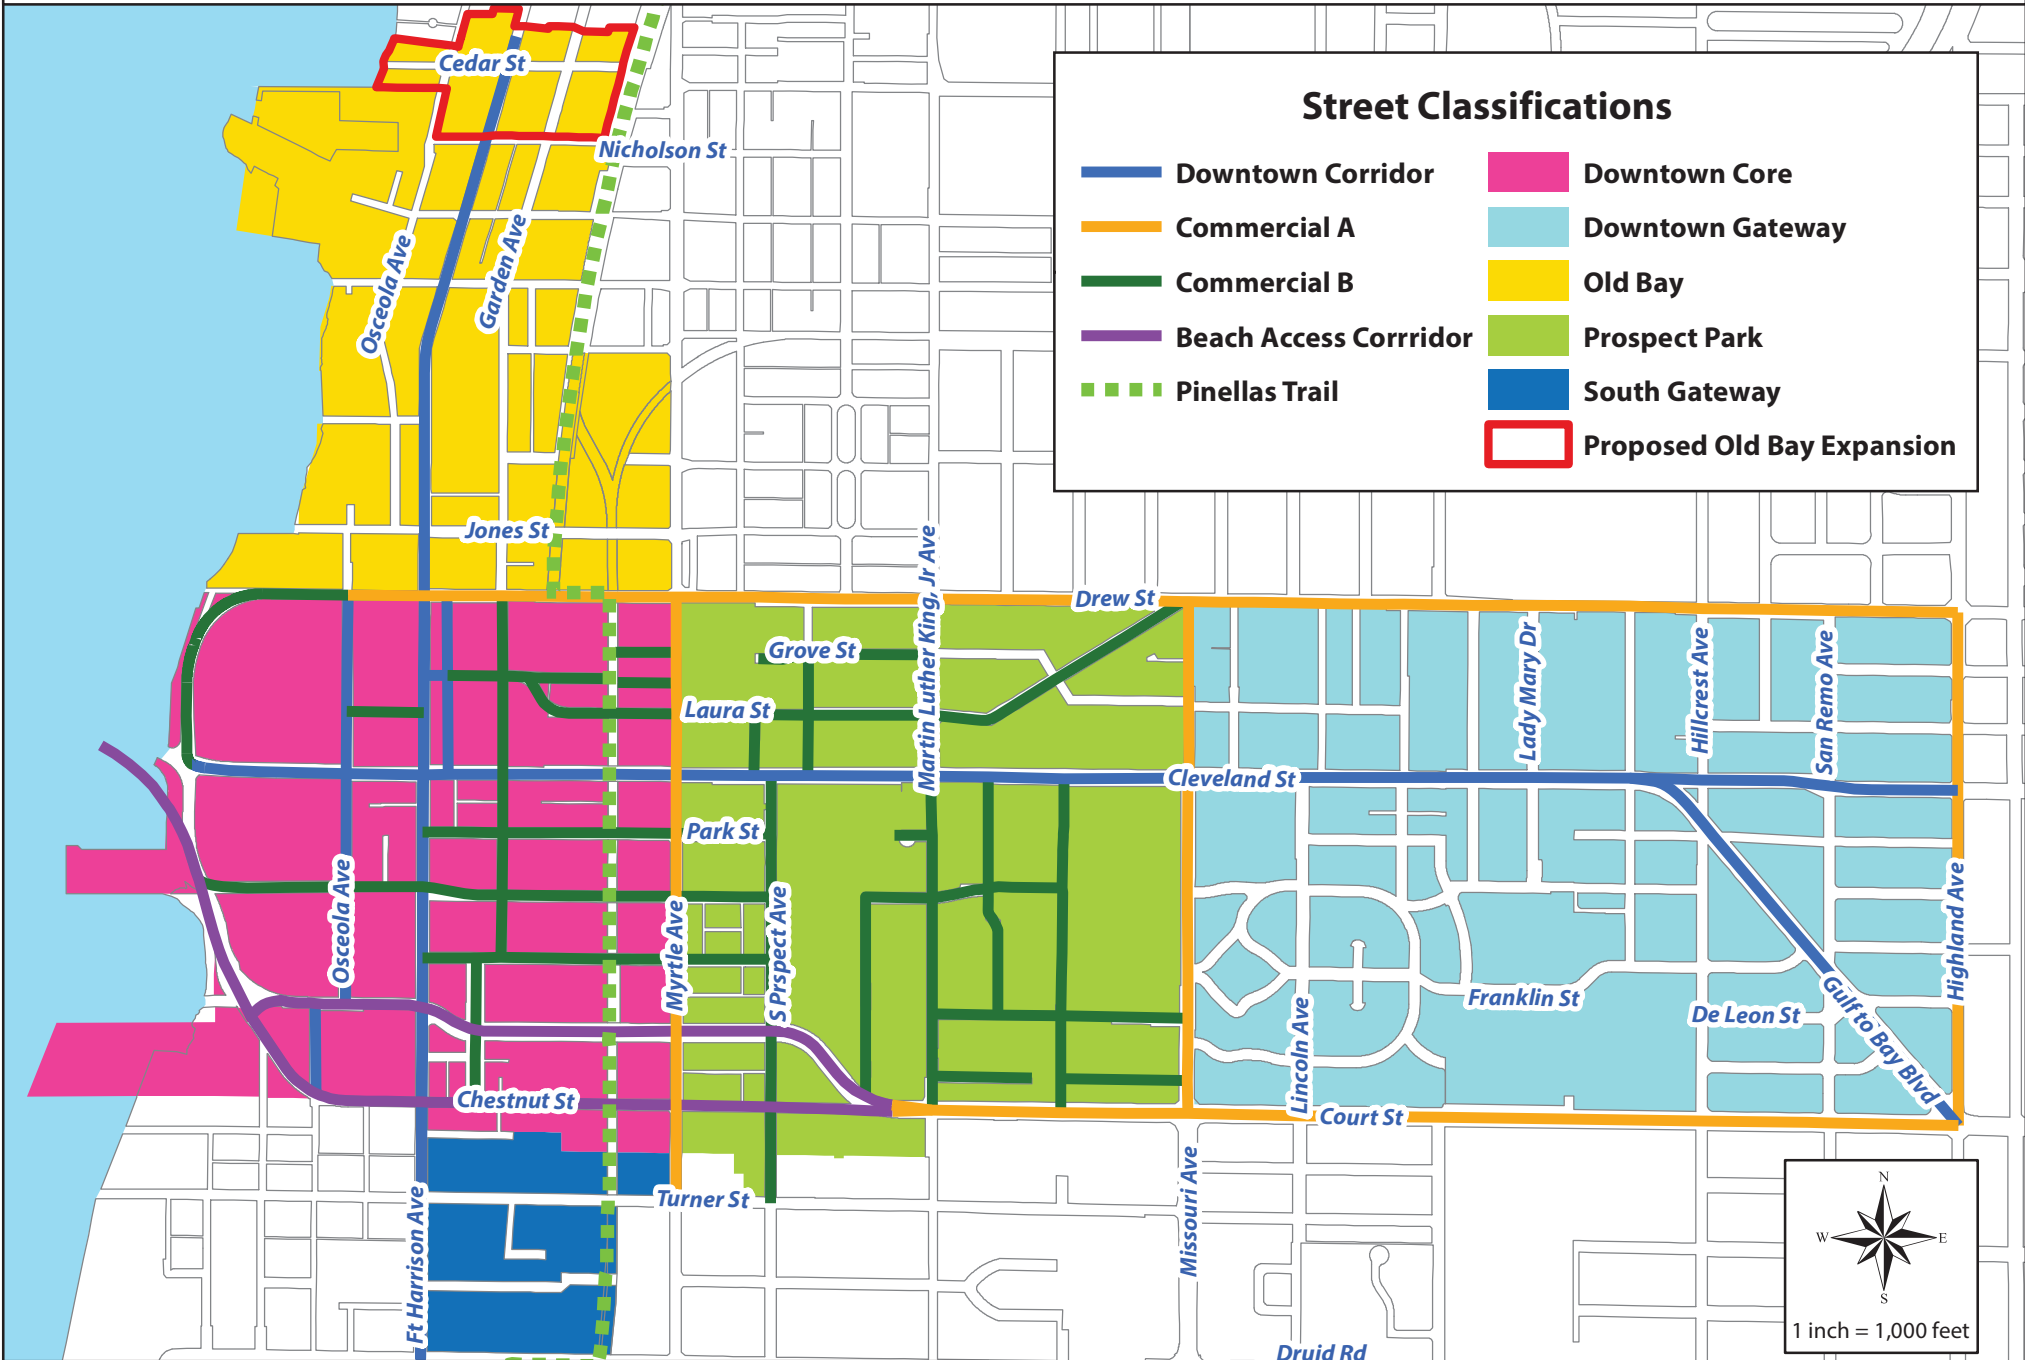 Cedar St
Nicholson St
Osceola Ave
Garden Ave
Jones St
Street Classifications
Downtown Corridor
Commercial A
Commercial B
Beach Access Corrridor
Pinellas Trail
Downtown Core
Downtown Gateway
Old Bay
Prospect Park
South Gateway
Proposed Old Bay Expansion
Drew St
Grove St
Laura St
Martin Luther King, Jr Ave
Lady Mary Dr
Hillcrest Ave
San Remo Ave
Cleveland St
Park St
Osceola Ave
Myrtle Ave
S Prspect Ave
Highland Ave
Franklin St
De Leon St
Gulf to Bay Blvd
Lincoln Ave
Chestnut St
Court St
Turner St
Ft Harrison Ave
Missouri Ave
Druid Rd
N
W
E
S
1 inch = 1,000 feet